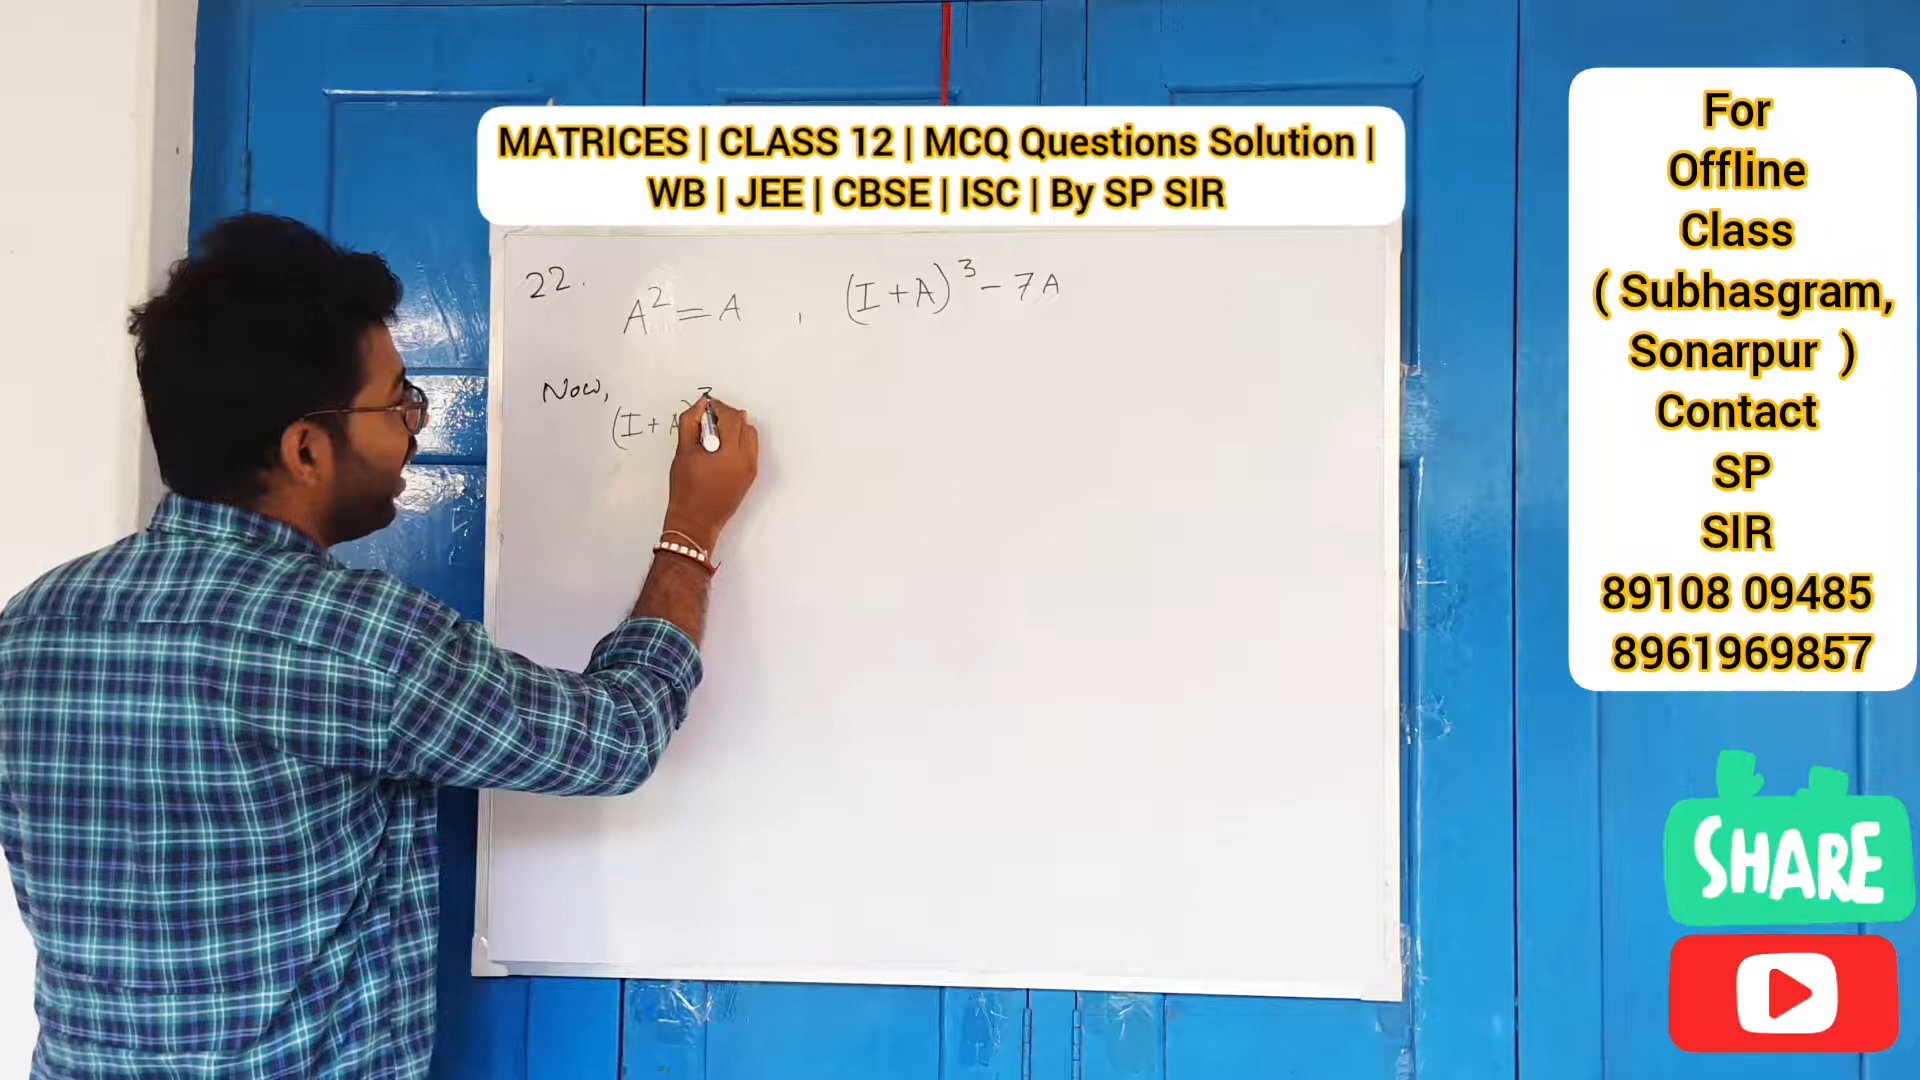 MATRICES | CLASS 12 | MCQ Questions Solution |
WB | JEE | CBSE | ISC | By SP SIR
22.
A² = A , (I + A)³ - 7A
Now,
(I + A)³
For
Offline
Class
( Subhasgram,
Sonarpur )
Contact
SP
SIR
89108 09485
8961969857
SHARE